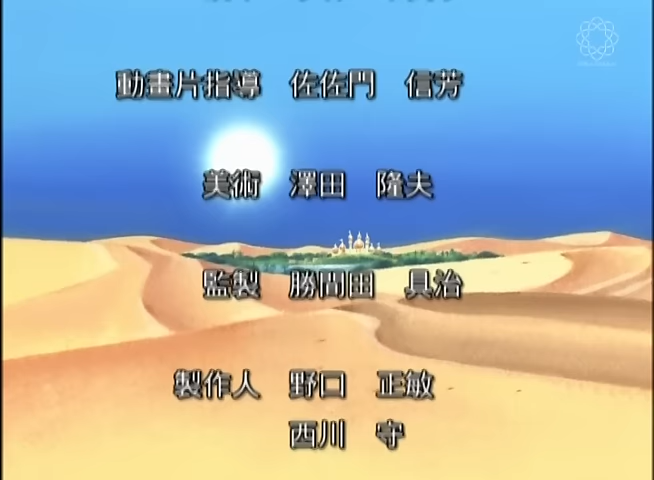 動畫片指導 佐佐門 信芳
美術 澤田 隆夫
監製 勝間田 具治
製作人 野口 正敏
西川 守